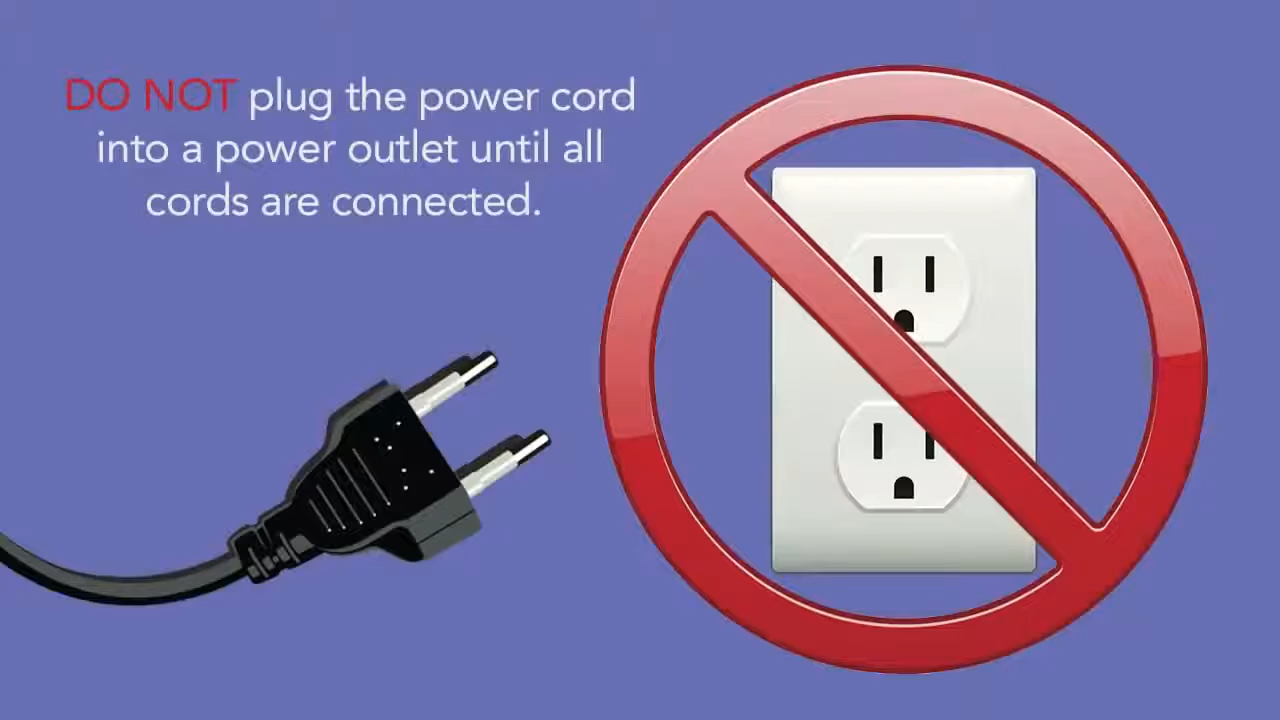 DO NOT plug the power cord
into a power outlet until all
cords are connected.